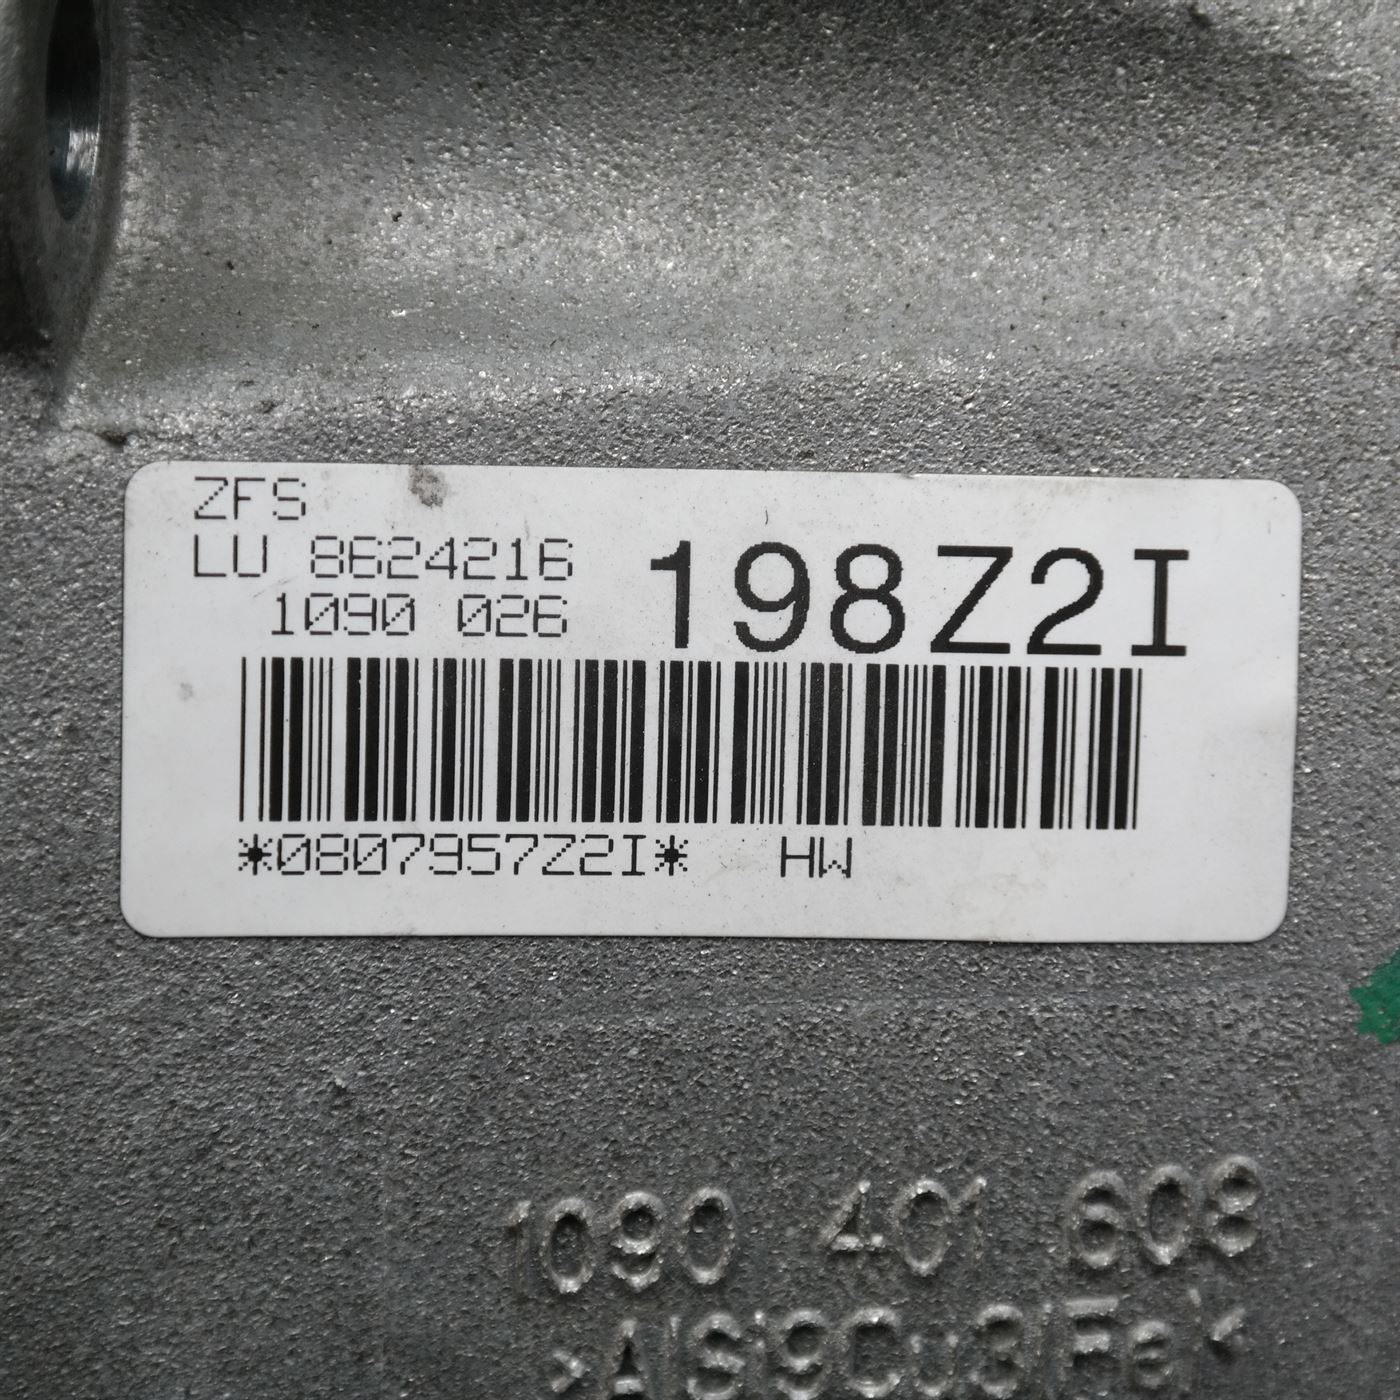 ZFS
LU 8624216
1090 026
198Z2I
*0807957Z2I* HW
1090 401 608
>AlSi9Cu3(Fe)<